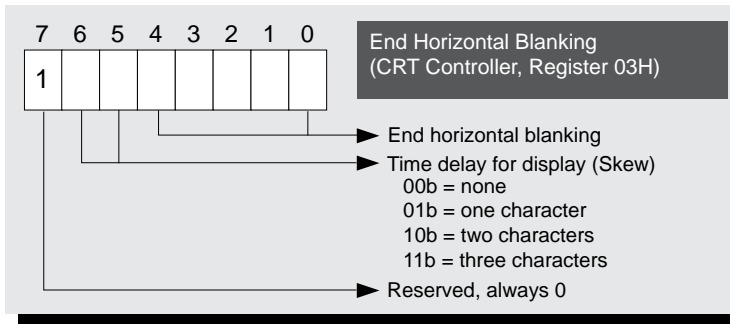 7 6 5 4 3 2 1 0
End Horizontal Blanking
(CRT Controller, Register 03H)
1
End horizontal blanking
Time delay for display (Skew)
00b = none
01b = one character
10b = two characters
11b = three characters
Reserved, always 0